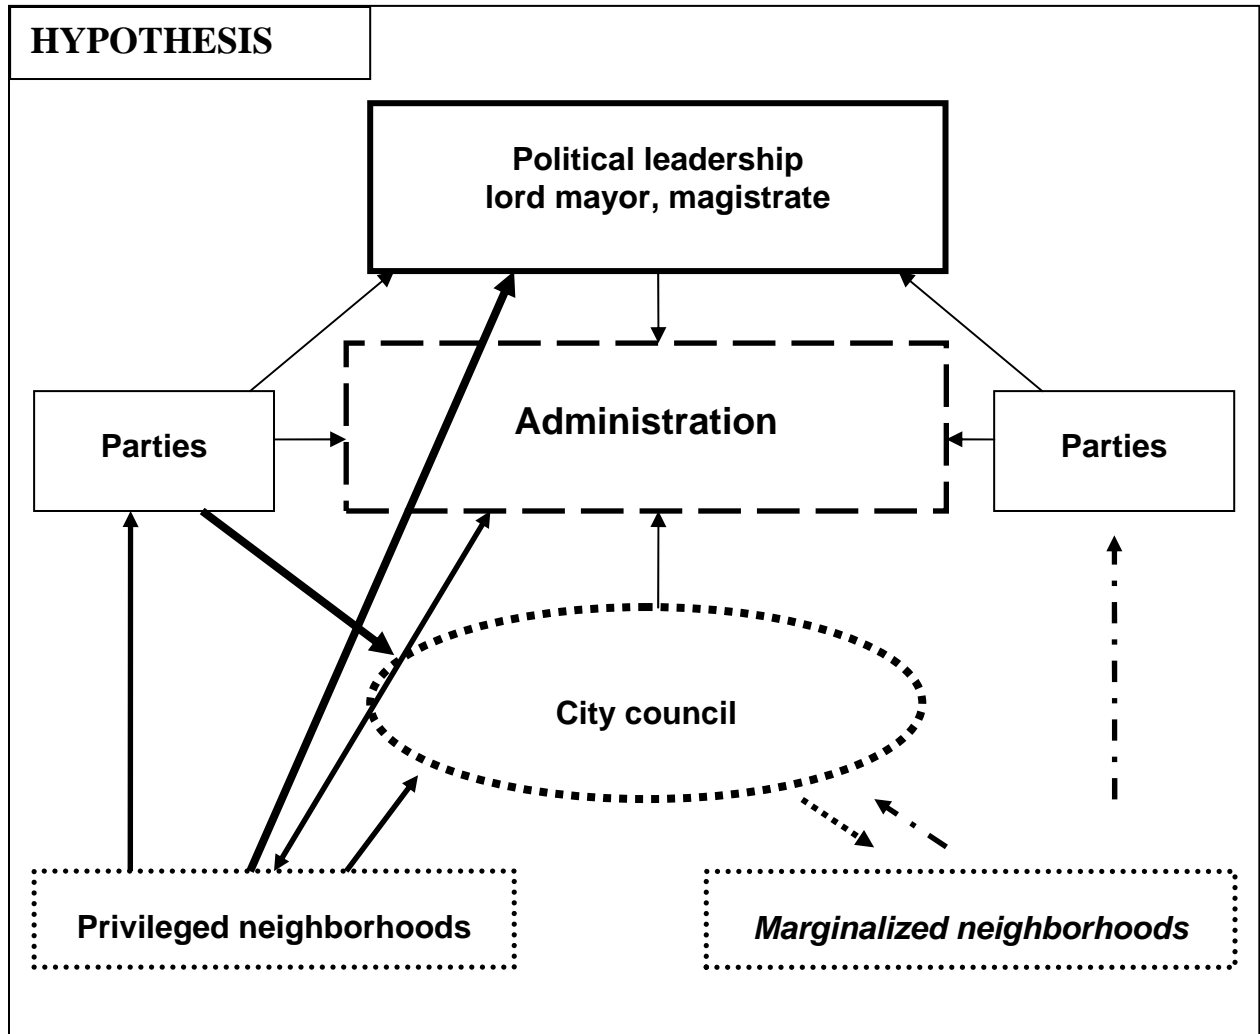 HYPOTHESIS
Political leadership
lord mayor, magistrate
Administration
Parties
Parties
City council
Privileged neighborhoods
Marginalized neighborhoods